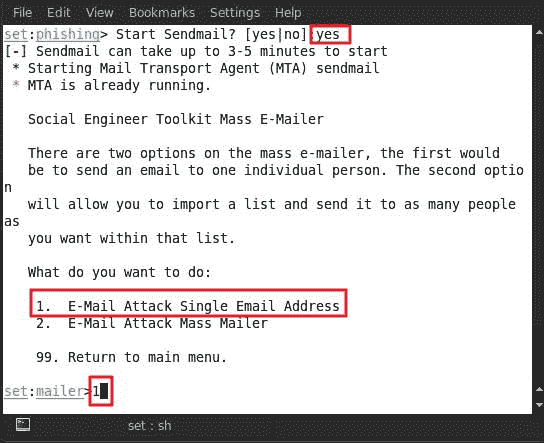 File Edit View Bookmarks Settings Help
set:phishing> Start Sendmail? [yes|no]:yes
[-] Sendmail can take up to 3-5 minutes to start
* Starting Mail Transport Agent (MTA) sendmail
* MTA is already running.
Social Engineer Toolkit Mass E-Mailer
There are two options on the mass e-mailer, the first would
be to send an email to one individual person. The second optio
n
will allow you to import a list and send it to as many people
as
you want within that list.
What do you want to do:
1. E-Mail Attack Single Email Address
2. E-Mail Attack Mass Mailer
99. Return to main menu.
set:mailer>1
set : sh